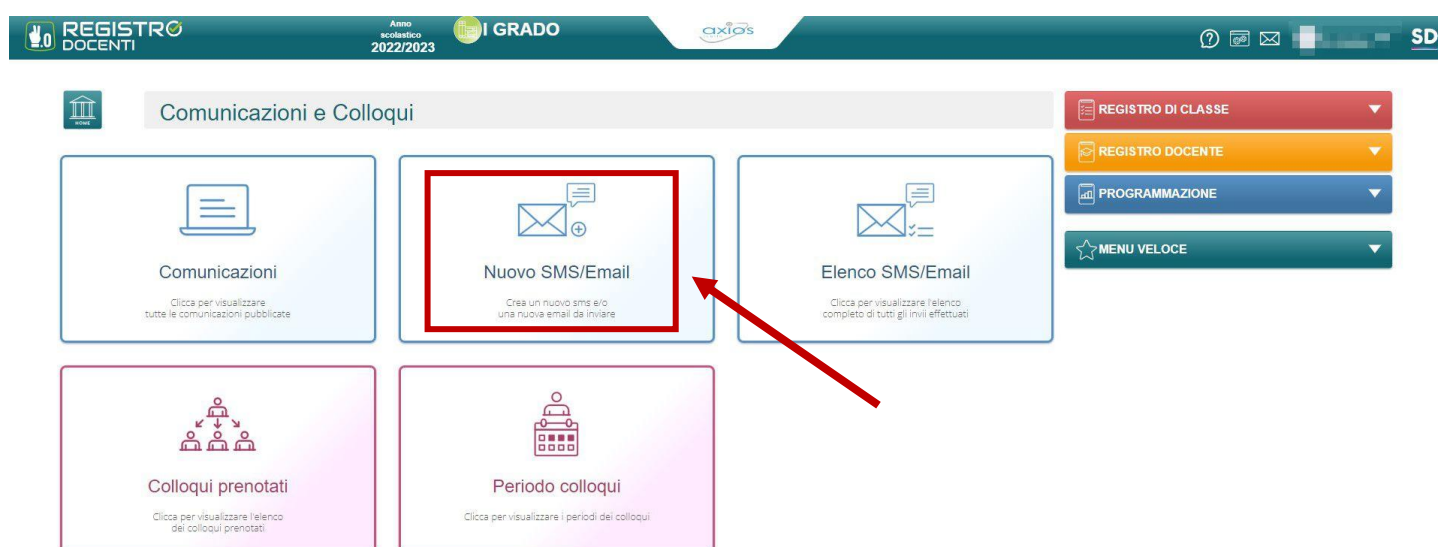 REGISTRO
DOCENTI
Anno
scolastico
2022/2023
I GRADO
axios
SD
HOME
Comunicazioni e Colloqui
REGISTRO DI CLASSE
REGISTRO DOCENTE
PROGRAMMAZIONE
MENU VELOCE
Comunicazioni
Clicca per visualizzare
tutte le comunicazioni pubblicate
Nuovo SMS/Email
Crea un nuovo sms e/o
una nuova email da inviare
Elenco SMS/Email
Clicca per visualizzare l'elenco
completo di tutti gli invii effettuati
Colloqui prenotati
Clicca per visualizzare l'elenco
dei colloqui prenotati.
Periodo colloqui
Clicca per visualizzare i periodi dei colloqui